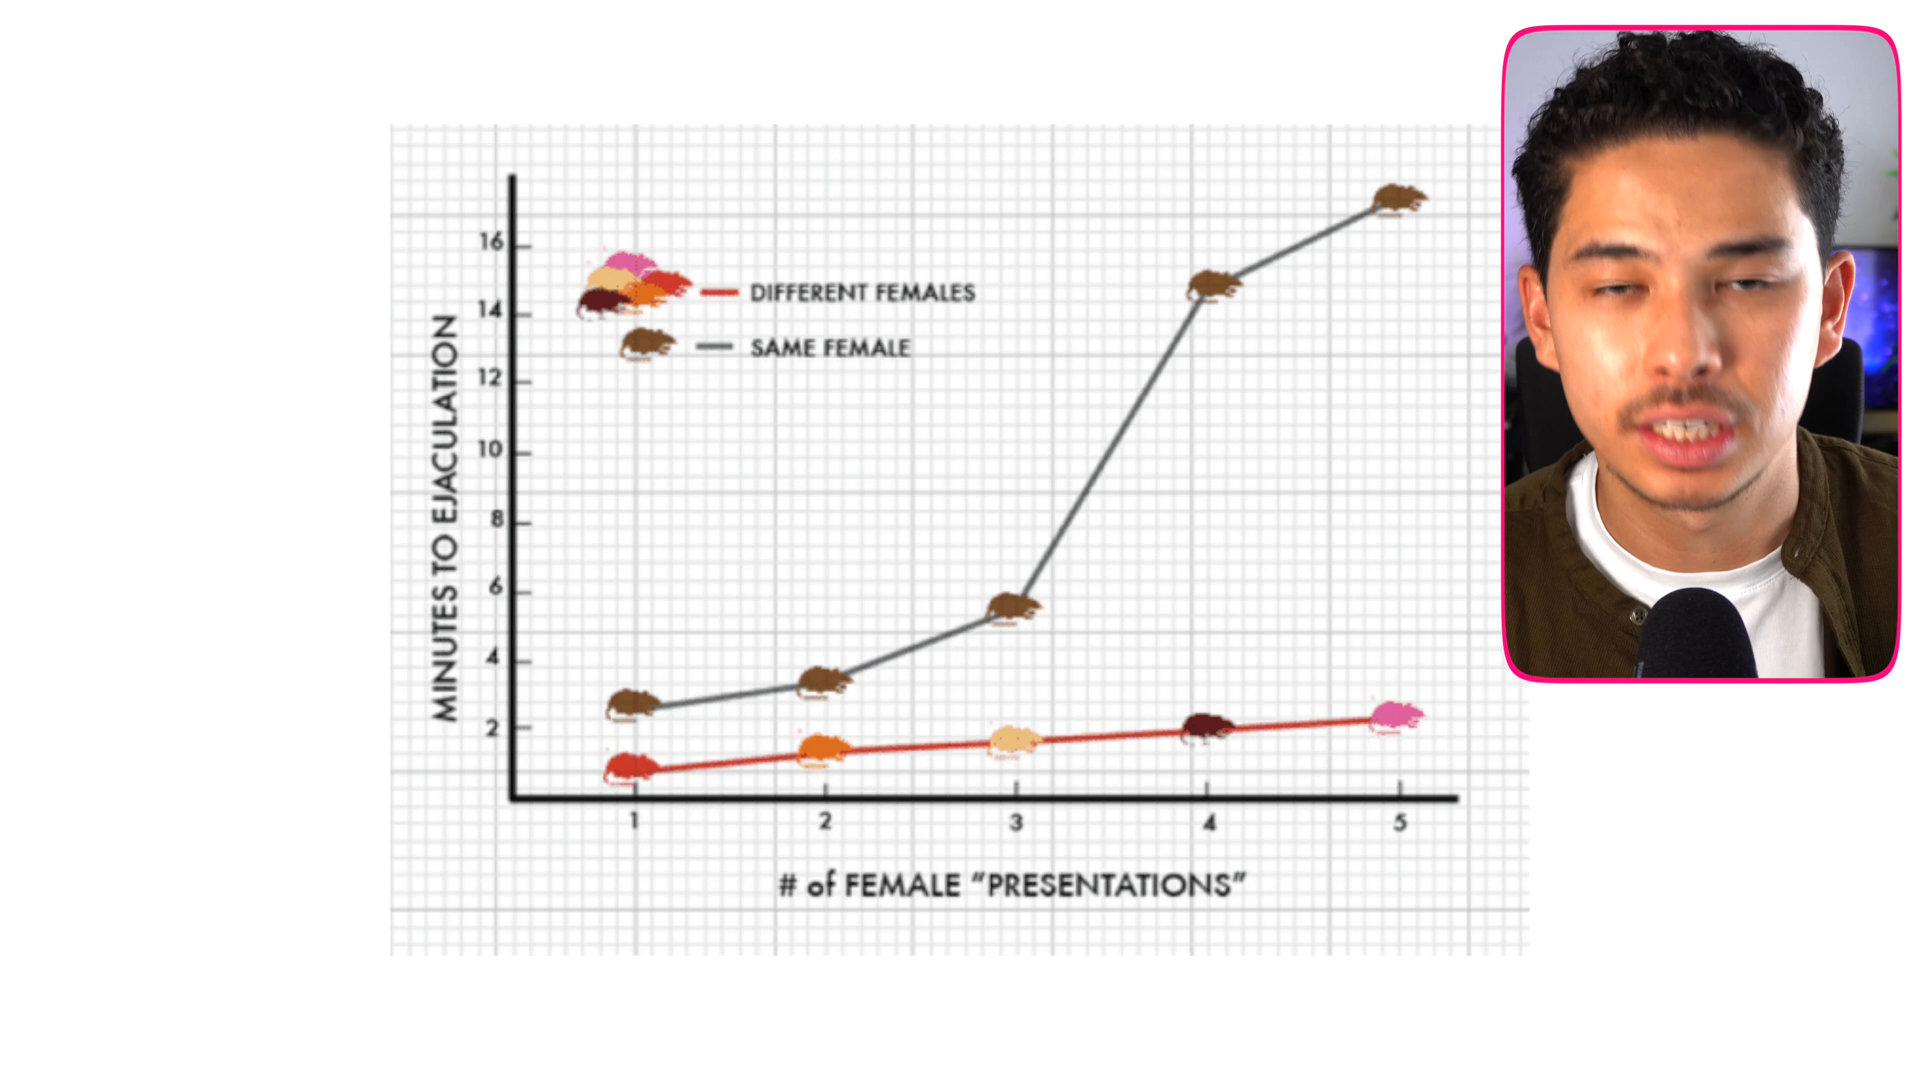 16
14
12
10
8
6
4
2
MINUTES TO EJACULATION
DIFFERENT FEMALES
SAME FEMALE
1 2 3 4 5
# of FEMALE “PRESENTATIONS”